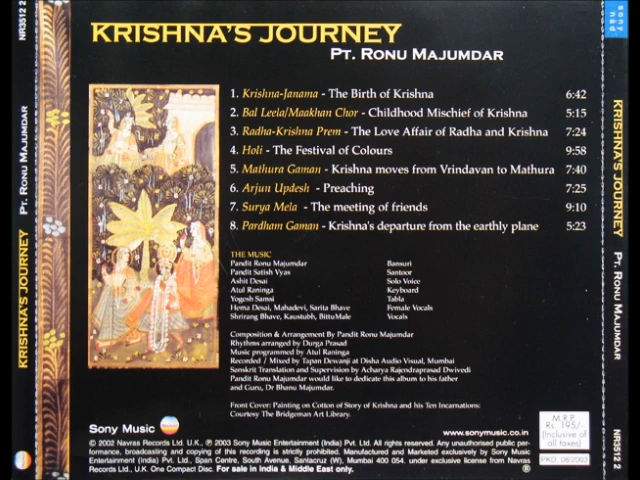 NR3512 2
KRISHNA'S JOURNEY
PT. RONU MAJUMDAR
sony
nad
1. Krishna-Janama - The Birth of Krishna 6:42
2. Bal Leela/Maakhan Chor - Childhood Mischief of Krishna 5:15
3. Radha-Krishna Prem - The Love Affair of Radha and Krishna 7:24
4. Holi - The Festival of Colours 9:58
5. Mathura Gaman - Krishna moves from Vrindavan to Mathura 7:40
6. Arjun Updesh - Preaching 7:25
7. Surya Mela - The meeting of friends 9:10
8. Pardham Gaman - Krishna's departure from the earthly plane 5:23
THE MUSIC
Pandit Ronu Majumdar Bansuri
Pandit Satish Vyas Santoor
Ashit Desai Solo Voice
Atul Raninga Keyboard
Yogesh Samsi Tabla
Hema Desai, Mahadevi, Sarita Bhave Female Vocals
Shrirang Bhave, Kaustubh, BittuMale Vocals
Composition & Arrangement By Pandit Ronu Majumdar
Rhythms arranged by Durga Prasad
Music programmed by Atul Raninga
Recorded / Mixed by Tapan Dewanji at Disha Audio Visual, Mumbai
Sanskrit Translation and Supervision by Acharya Rajendraprasad Dwivedi
Pandit Ronu Majumdar would like to dedicate this album to his father
and Guru, Dr Bhanu Majumdar.
Front Cover: Painting on Cotton of Story of Krishna and his Ten Incarnations:
Courtesy The Bridgeman Art Library.
Sony Music
www.sonymusic.co.in
© 2002 Navras Records Ltd. U.K., ℗ 2003 Sony Music Entertainment (India) Pvt. Ltd. All rights reserved. Any unauthorised public per-
formance, broadcasting and copying of this recording is strictly prohibited. Manufactured and Marketed exclusively by Sony Music
Entertainment (India) Pvt. Ltd., Span Centre, South Avenue, Santacruz (W), Mumbai 400 054. under exclusive license from Navras
Records Ltd., U.K. One Compact Disc. For sale in India & Middle East only.
M.R.P.
Rs. 195/-
(Inclusive of
all taxes)
PKD. 08/2003
KRISHNA'S JOURNEY
PT. RONU MAJUMDAR
KRISHNA'S JOURNEY
PT. RONU MAJUMDAR
NR3512 2